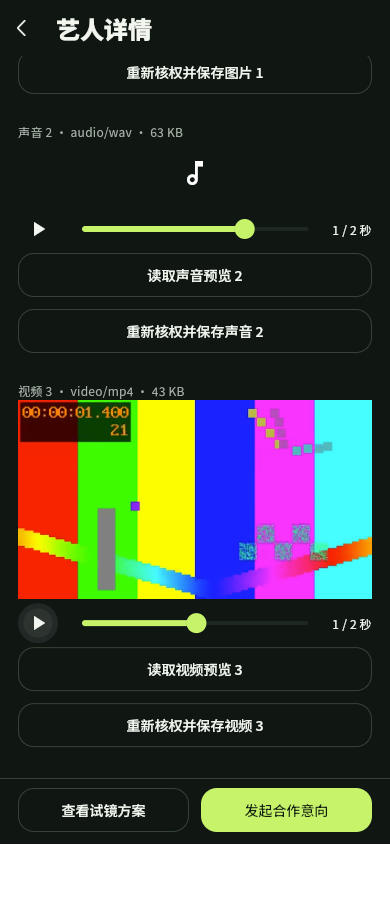 艺人详情
重新核权并保存图片 1
声音 2 • audio/wav • 63 KB
1 / 2 秒
读取声音预览 2
重新核权并保存声音 2
视频 3 • video/mp4 • 43 KB
00:00:01.400
21
1 / 2 秒
读取视频预览 3
重新核权并保存视频 3
查看试镜方案
发起合作意向